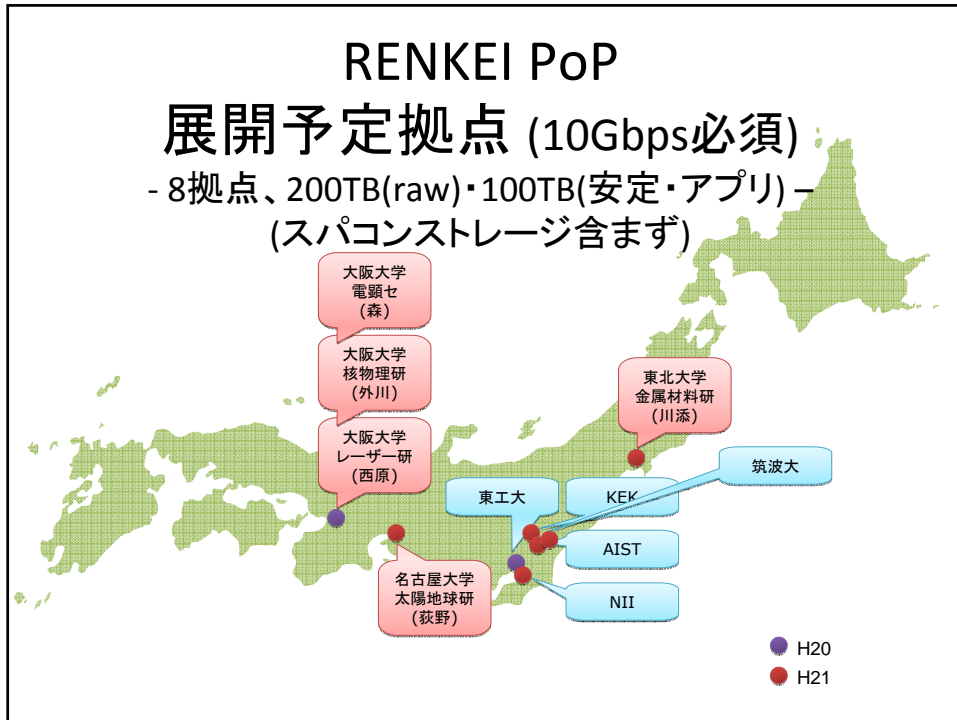 RENKEI PoP
展開予定拠点 (10Gbps必須)
- 8拠点、200TB(raw)・100TB(安定・アプリ) –
(スパコンストレージ含まず)
大阪大学
電顕セ
(森)
大阪大学
核物理研
(外川)
大阪大学
レーザー研
(西原)
東北大学
金属材料研
(川添)
筑波大
東工大
KEK
AIST
NII
名古屋大学
太陽地球研
(荻野)
H20
H21